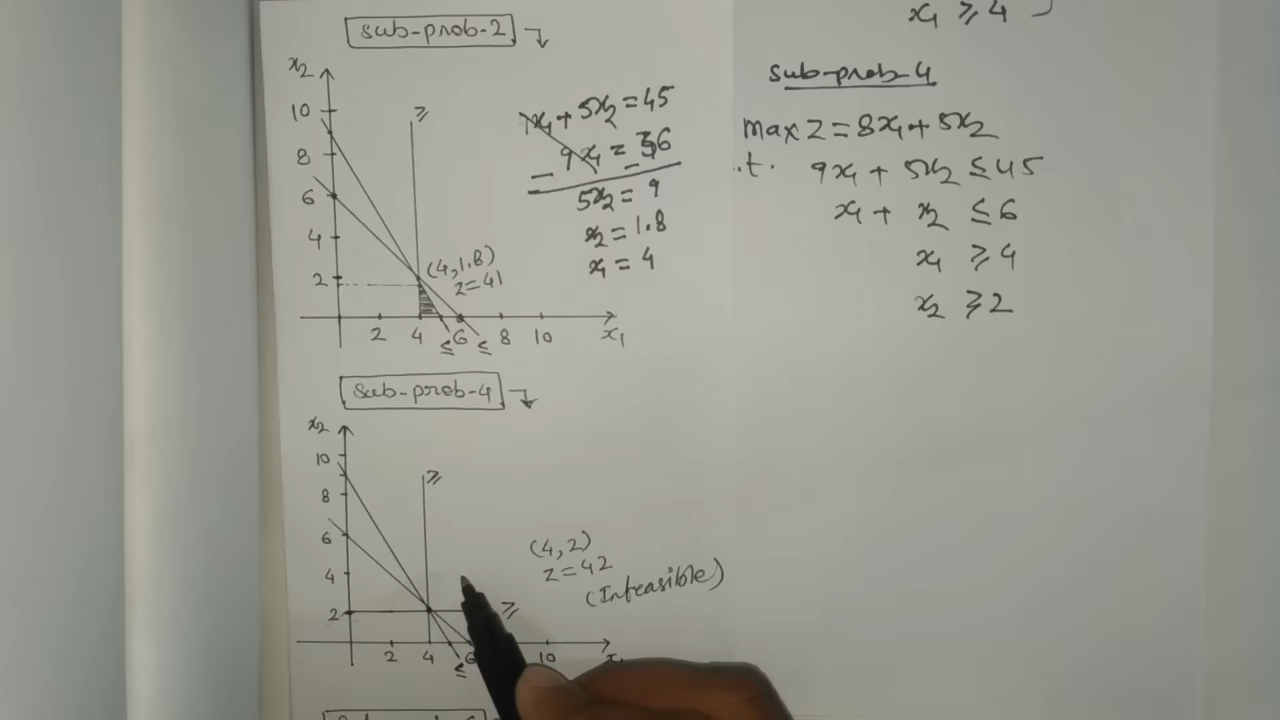 sub-prob-2
x2
10
8
6
4
2
≥
(4,1.8)
z=41
2 4 6 8 10 x1
≤ ≤
9x1 + 5x2 = 45
- 9x1 = - 36
5x2 = 9
x2 = 1.8
x1 = 4
sub-prob-4
x2
10
8
6
4
2
≥
≥
(4,2)
z=42
(Infeasible)
2 4 6 10
≤
x1 ≥ 4
sub-prob-4
max Z = 8x1 + 5x2
.t. 9x1 + 5x2 ≤ 45
x1 + x2 ≤ 6
x1 ≥ 4
x2 ≥ 2